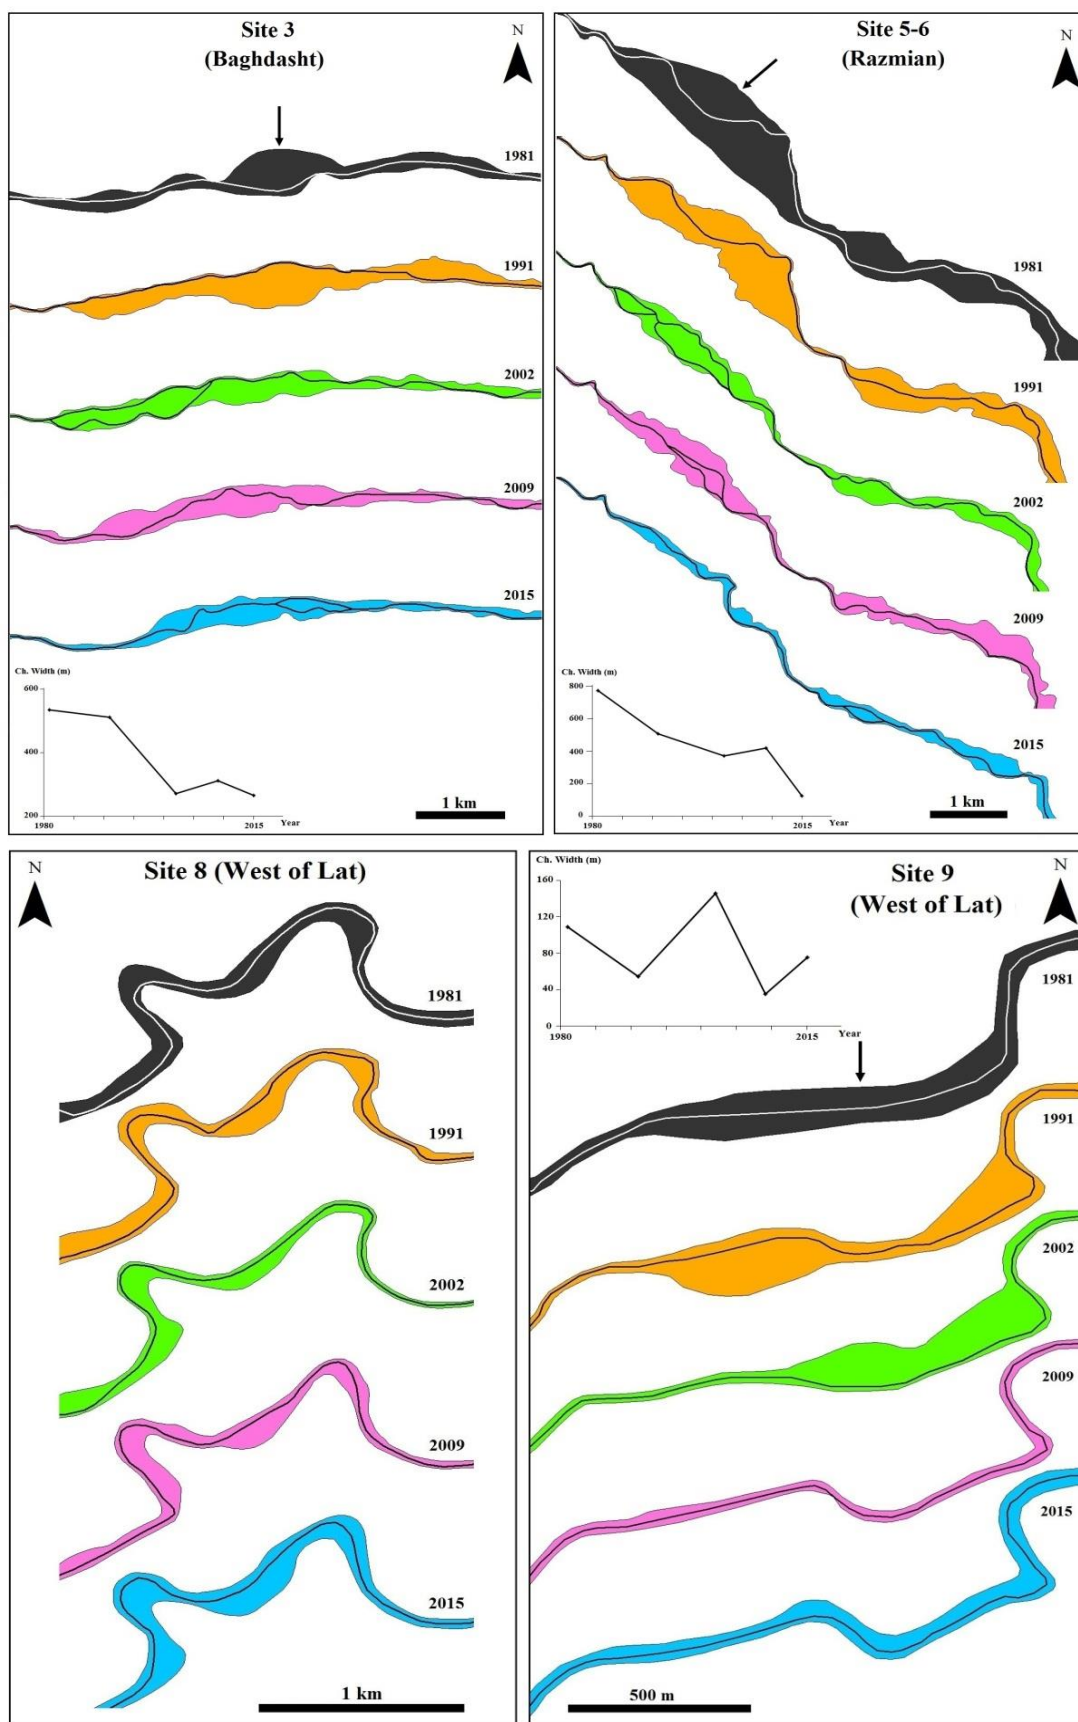 Site 3
(Baghdasht)
N
1981
1991
2002
2009
2015
Ch. Width (m)
600
400
200
1980
2015
Year
1 km
Site 5-6
(Razmian)
N
1981
1991
2002
2009
2015
Ch. Width (m)
800
600
400
200
0
1980
2015
Year
1 km
N
Site 8 (West of Lat)
1981
1991
2002
2009
2015
1 km
Ch. Width (m)
160
120
80
40
0
1980
2015
Year
Site 9
(West of Lat)
N
1981
1991
2002
2009
2015
500 m